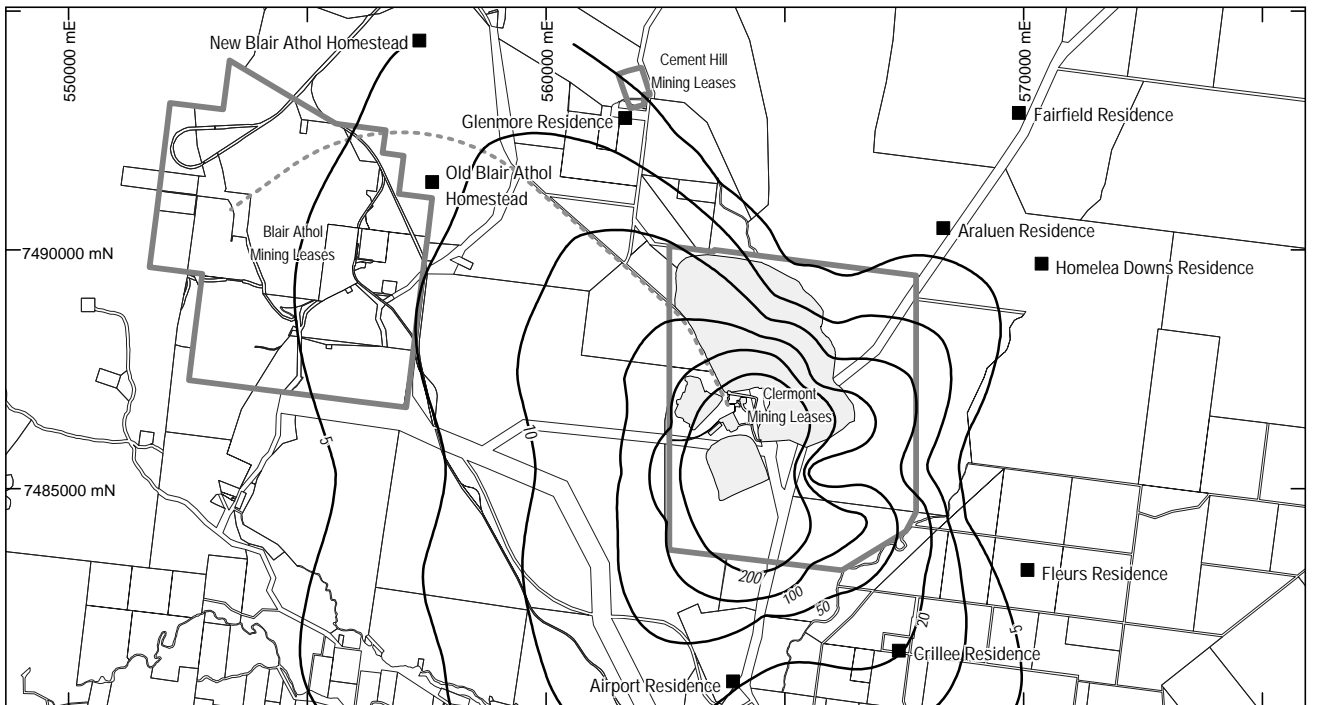 550000 mE
560000 mE
570000 mE
New Blair Athol Homestead
Cement Hill
Mining Leases
Glenmore Residence
Fairfield Residence
Old Blair Athol
Homestead
Blair Athol
Mining Leases
Araluen Residence
7490000 mN
Homelea Downs Residence
Clermont
Mining Leases
5
10
7485000 mN
200
100
50
20
5
Fleurs Residence
Crillee Residence
Airport Residence